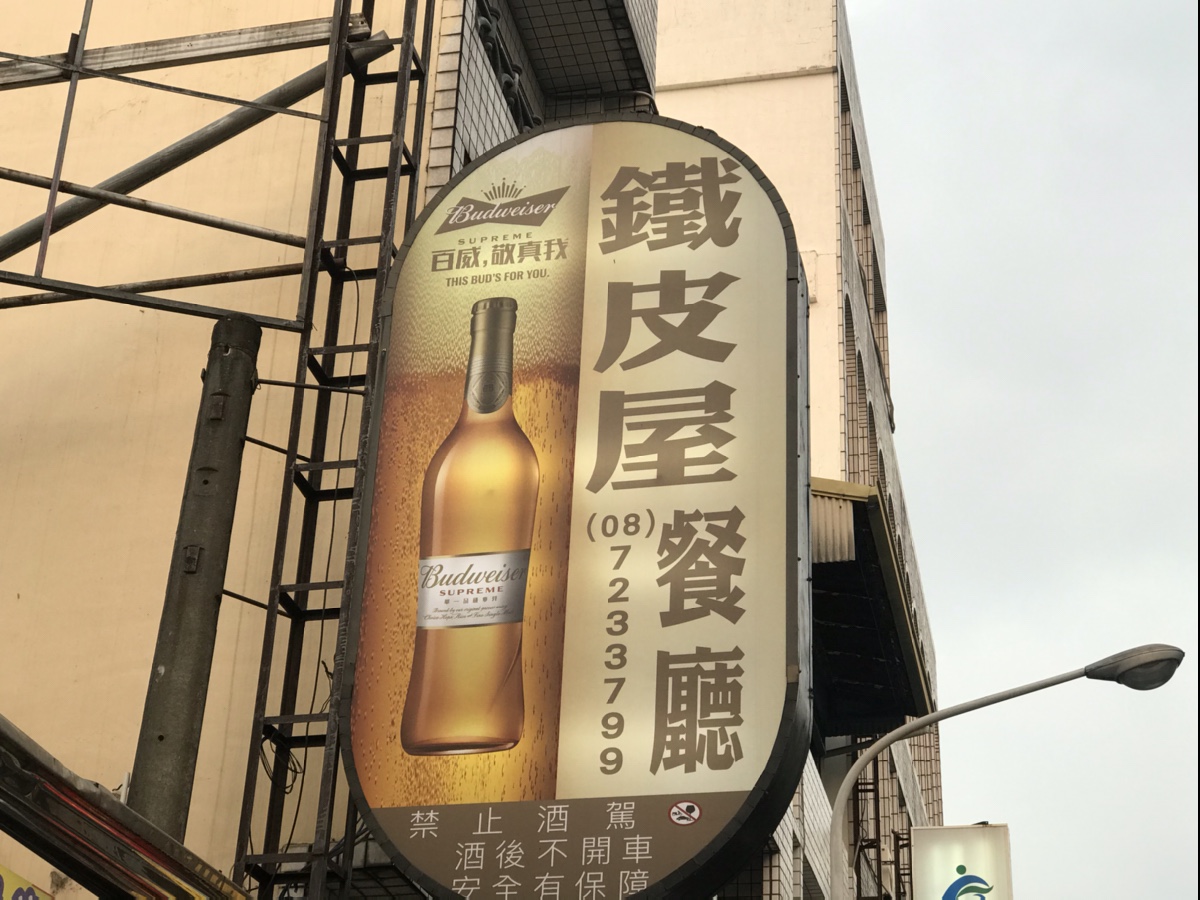 Budweiser
SUPREME
百威,敬真我
THIS BUD'S FOR YOU.
Budweiser
SUPREME
鐵皮屋餐廳
(08)7233799
禁止酒駕
酒後不開車
安全有保障